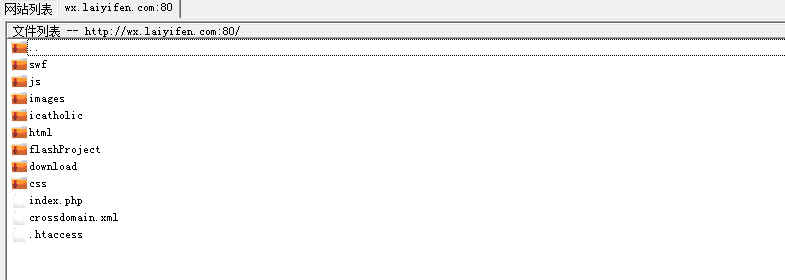 网站列表 wx.laiyifen.com:80
文件列表 -- http://wx.laiyifen.com:80/
..
swf
js
images
icatholic
html
flashProject
download
css
index.php
crossdomain.xml
.htaccess